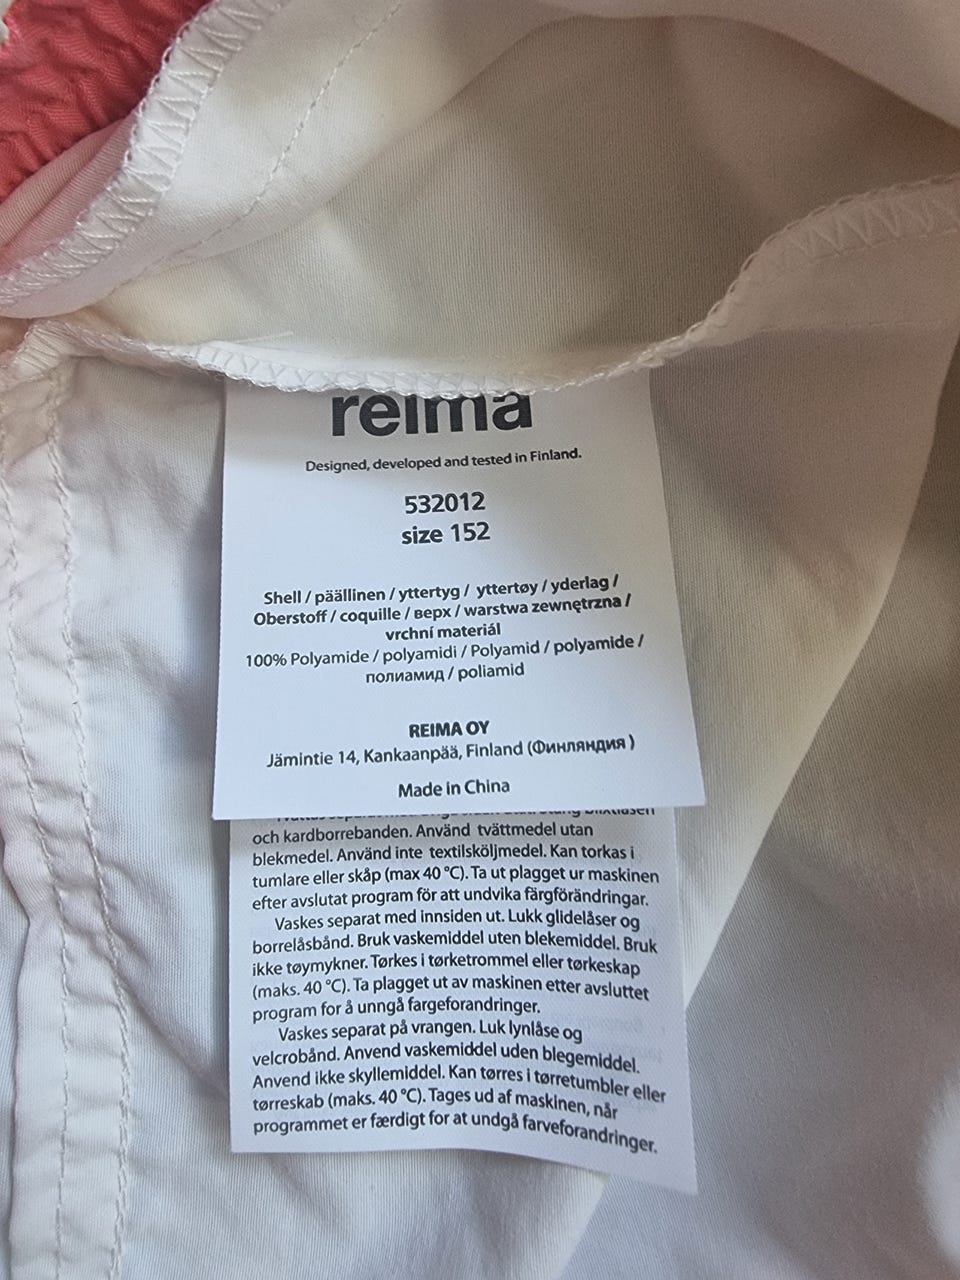 reima
Designed, developed and tested in Finland.
532012
size 152
Shell / päällinen / yttertyg / yttertøy / yderlag /
Oberstoff / coquille / верх / warstwa zewnętrzna /
vrchní materiál
100% Polyamide / polyamidi / Polyamid / polyamide /
полиамид / poliamid
REIMA OY
Jämintie 14, Kankaanpää, Finland (Финляндия )
Made in China
och kardborrebanden. Använd tvättmedel utan
blekmedel. Använd inte textilsköljmedel. Kan torkas i
tumlare eller skåp (max 40 °C). Ta ut plagget ur maskinen
efter avslutat program för att undvika färgförändringar.
Vaskes separat med innsiden ut. Lukk glidelåser og
borrelåsbånd. Bruk vaskemiddel uten blekemiddel. Bruk
ikke tøymykner. Tørkes i tørketrommel eller tørkeskap
(maks. 40 °C). Ta plagget ut av maskinen etter avsluttet
program for å unngå fargeforandringer.
Vaskes separat på vrangen. Luk lynlåse og
velcrobånd. Anvend vaskemiddel uden blegemiddel.
Anvend ikke skyllemiddel. Kan tørres i tørretumbler eller
tørreskab (maks. 40 °C). Tages ud af maskinen, når
programmet er færdigt for at undgå farveforandringer.